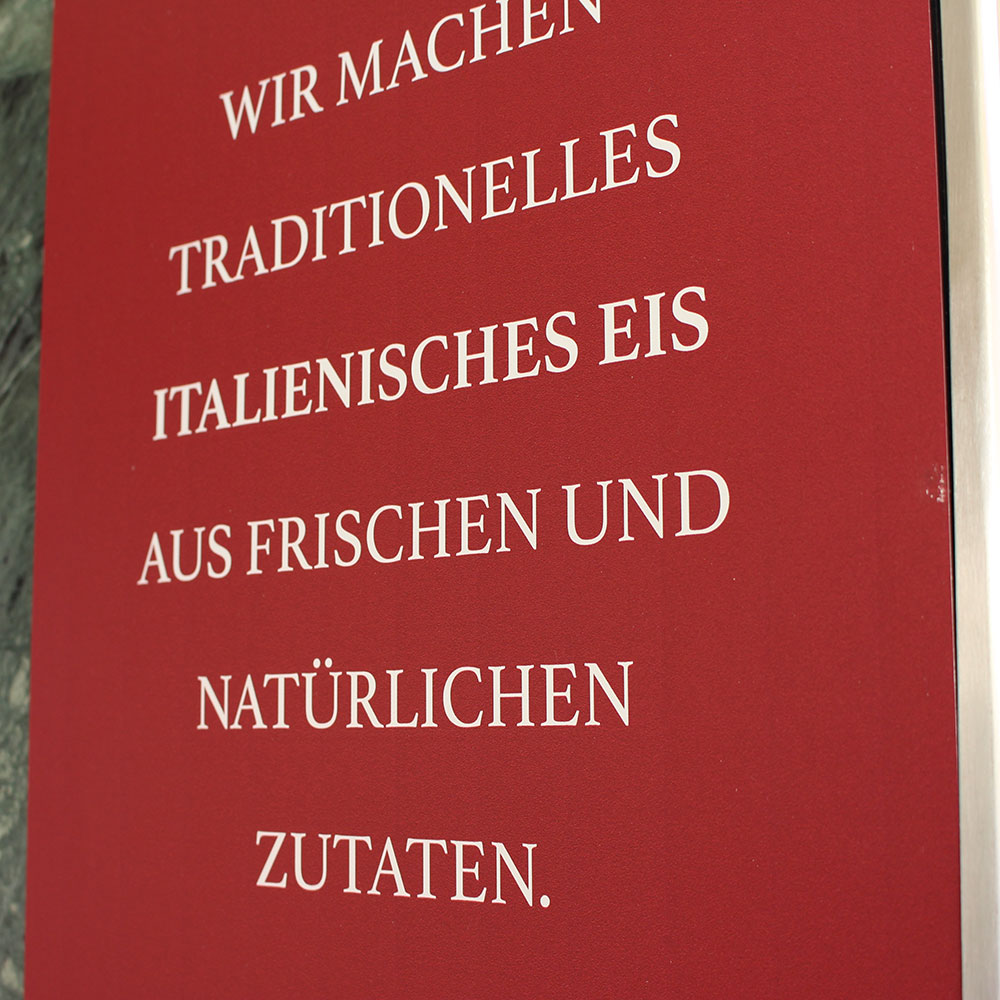 WIR MACHEN
TRADITIONELLES
ITALIENISCHES EIS
AUS FRISCHEN UND
NATÜRLICHEN
ZUTATEN.